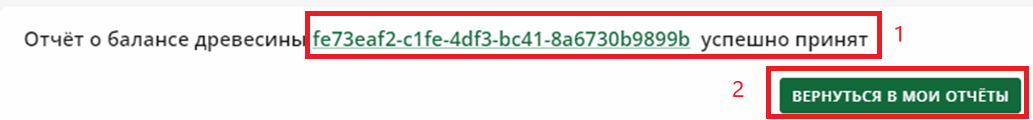 Отчёт о балансе древесины fe73eaf2-c1fe-4df3-bc41-8a6730b9899b успешно принят 1
2 ВЕРНУТЬСЯ В МОИ ОТЧЁТЫ